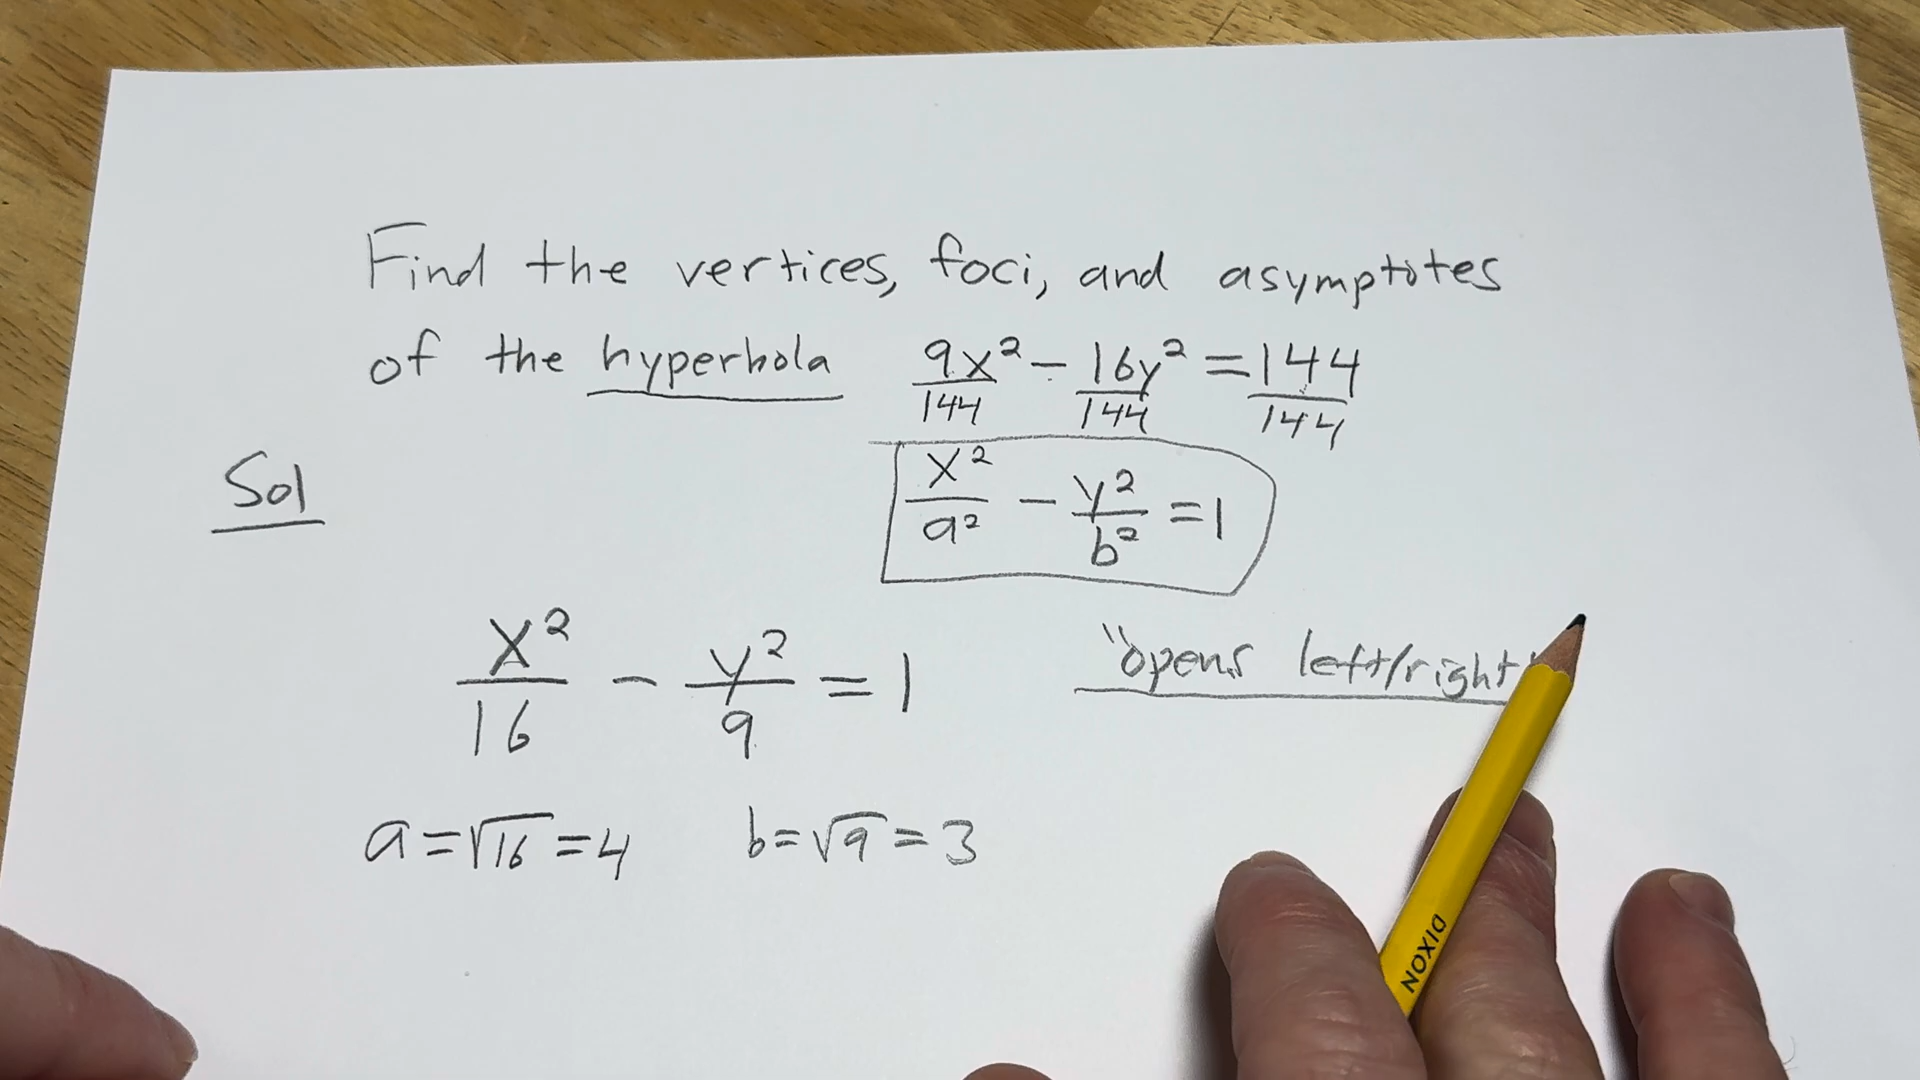 Find the vertices, foci, and asymptotes
of the hyperbola 9x²/144 - 16y²/144 = 144/144
Sol
x²/a² - y²/b² = 1
x²/16 - y²/9 = 1
"opens left/right"
a = √16 = 4 b = √9 = 3
DIXON